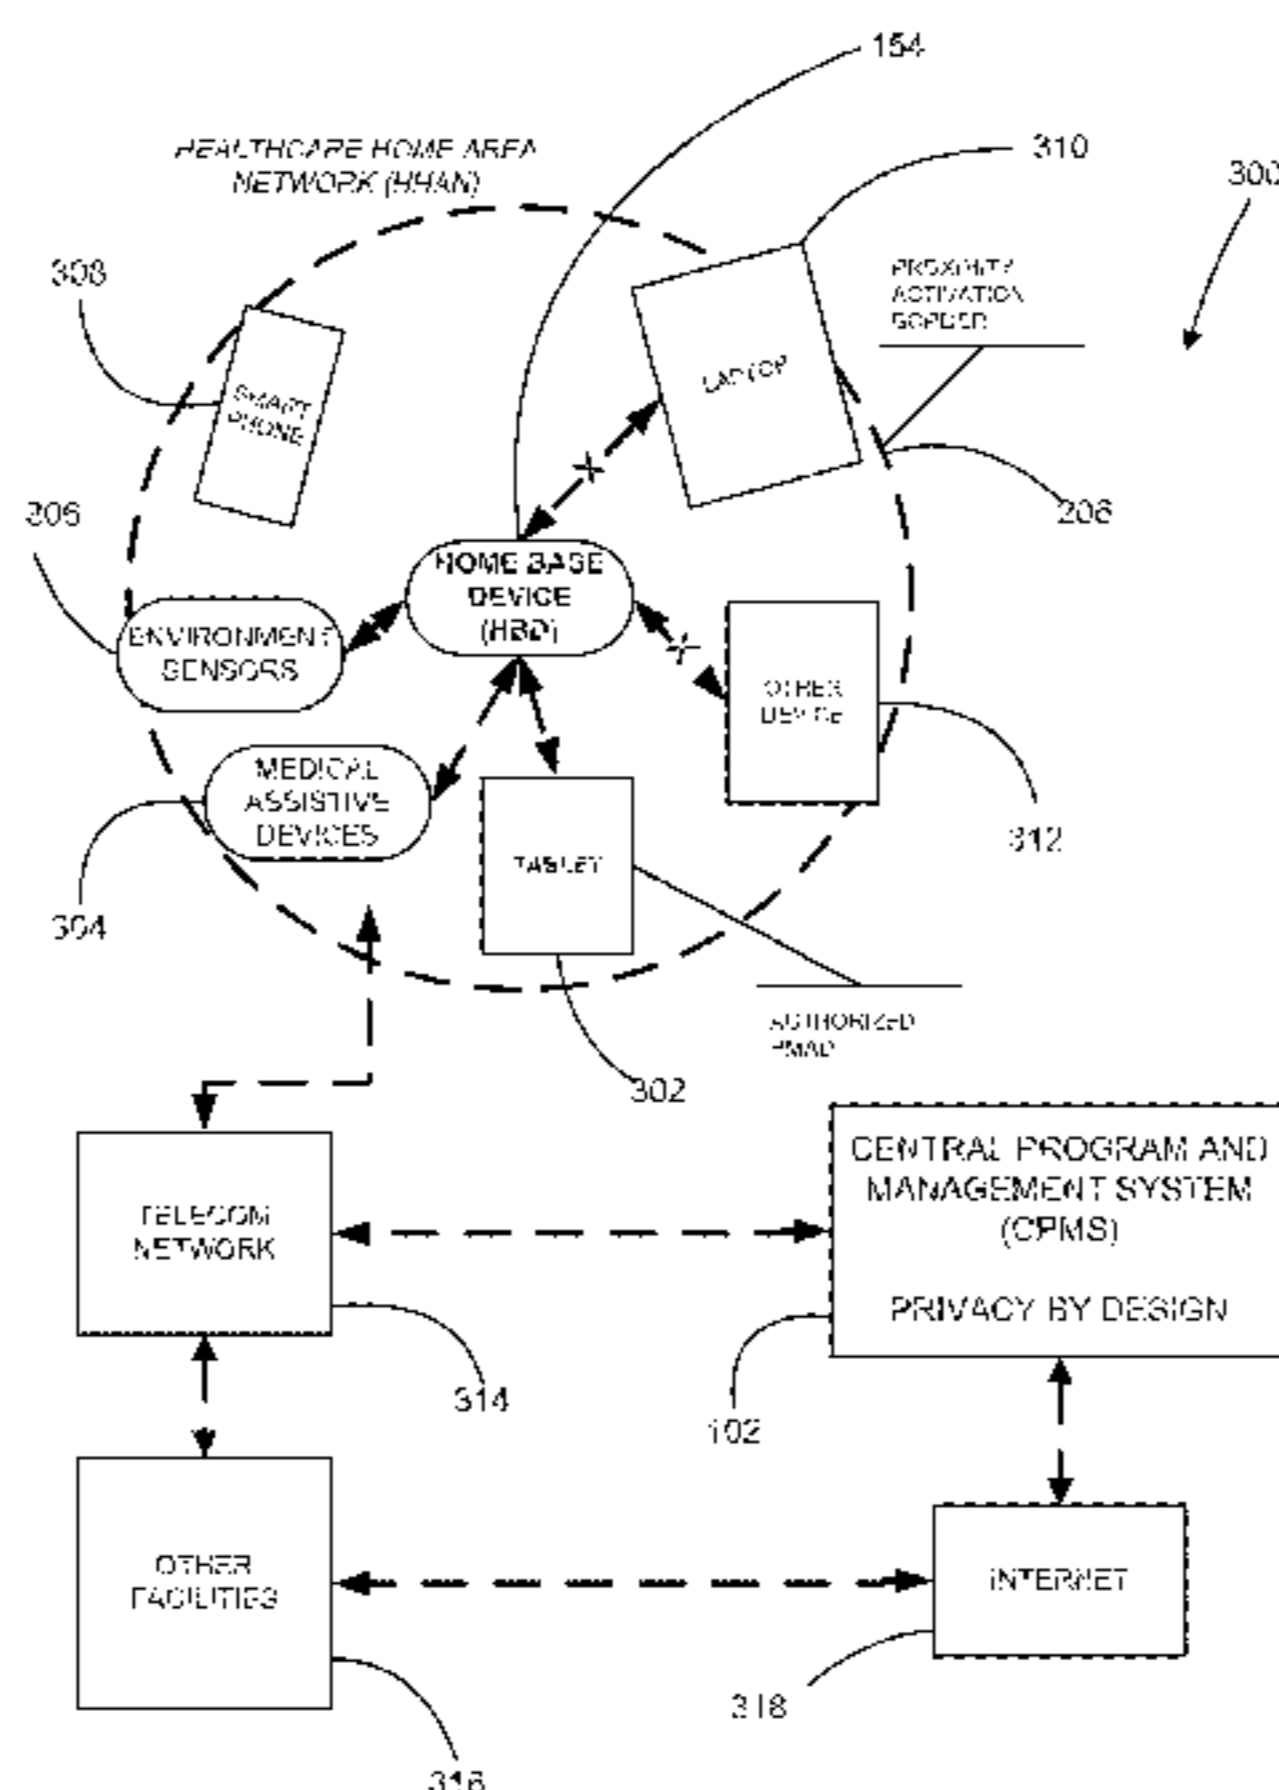 154
HEALTHCARE HOME AREA
NETWORK (HHAN)
310
300
308
PROXIMITY
ACTIVATION
BORDER
LAPTOP
SMART
PHONE
206
306
HOME BASE
DEVICE
(HBD)
ENVIRONMENT
SENSORS
OTHER
DEVICE
MEDICAL
ASSISTIVE
DEVICES
312
TABLET
304
AUTHORIZED
PMAD
302
CENTRAL PROGRAM AND
MANAGEMENT SYSTEM
(CPMS)
PRIVACY BY DESIGN
TELECOM
NETWORK
314
102
OTHER
FACILITIES
INTERNET
318
316